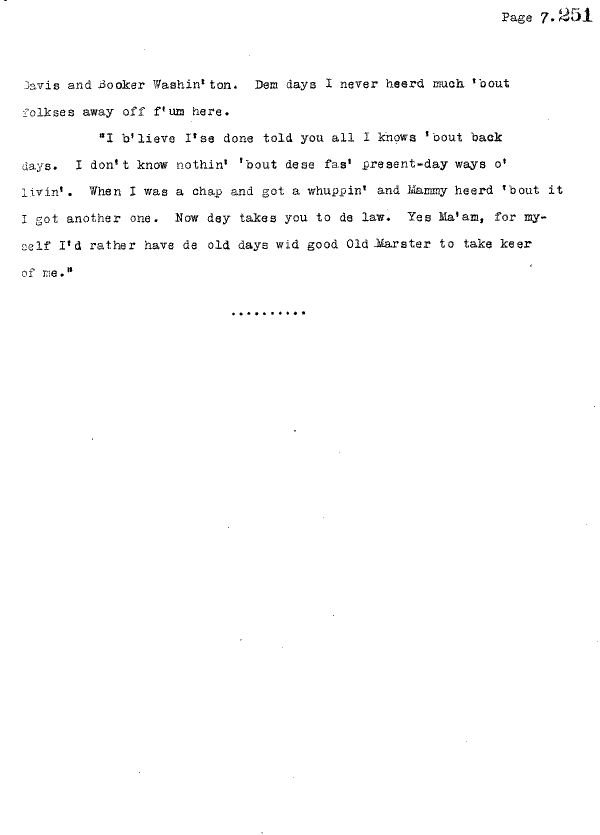 Page 7. 251
Davis and Booker Washin'ton. Dem days I never heerd much 'bout
folkses away off f'um here.
"I b'lieve I'se done told you all I knows 'bout back
days. I don't know nothin' 'bout dese fas' present-day ways o'
livin'. When I was a chap and got a whuppin' and Mammy heerd 'bout it
I got another one. Now dey takes you to de law. Yes Ma'am, for my-
self I'd rather have de old days wid good Old Marster to take keer
of me."
..........